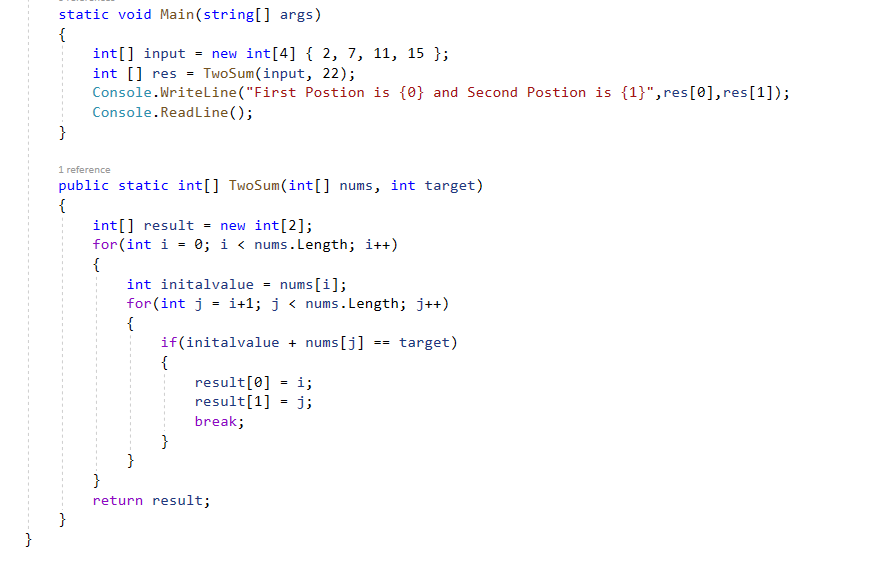 static void Main(string[] args)
{
int[] input = new int[4] { 2, 7, 11, 15 };
int [] res = TwoSum(input, 22);
Console.WriteLine("First Postion is {0} and Second Postion is {1}",res[0],res[1]);
Console.ReadLine();
}
1 reference
public static int[] TwoSum(int[] nums, int target)
{
int[] result = new int[2];
for(int i = 0; i < nums.Length; i++)
{
int initalvalue = nums[i];
for(int j = i+1; j < nums.Length; j++)
{
if(initalvalue + nums[j] == target)
{
result[0] = i;
result[1] = j;
break;
}
}
}
return result;
}
}